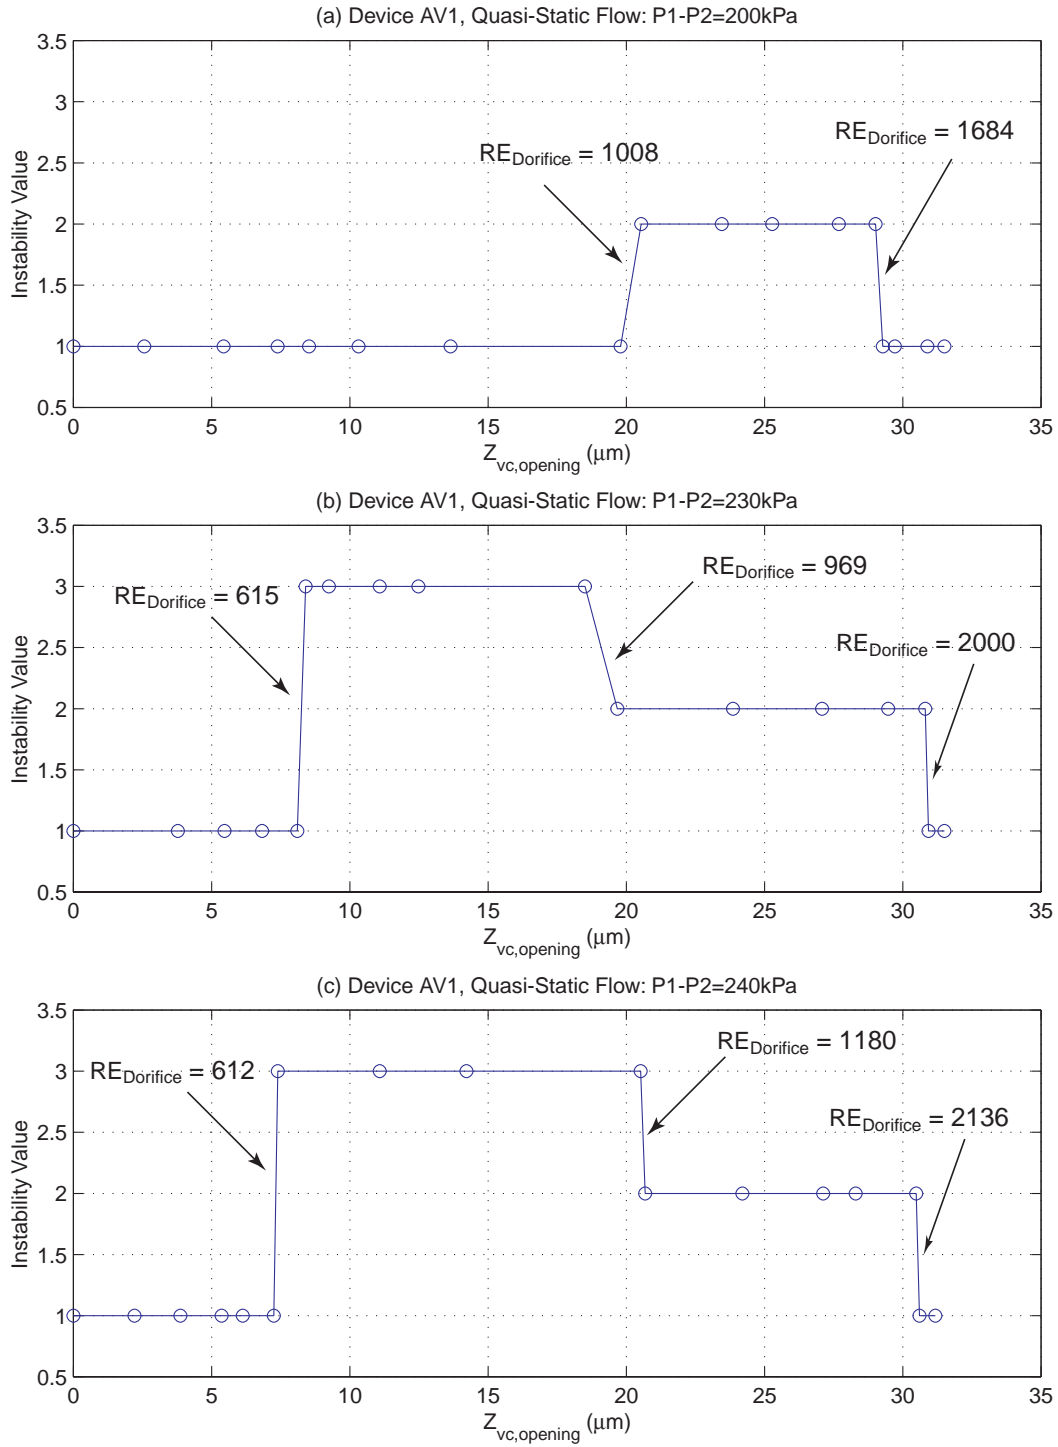 (a) Device AV1, Quasi-Static Flow: P1-P2=200kPa
3.5
3
2.5
2
1.5
1
0.5
Instability Value
RE_Dorifice = 1008
RE_Dorifice = 1684
0 5 10 15 20 25 30 35
Z_vc,opening (μm)
(b) Device AV1, Quasi-Static Flow: P1-P2=230kPa
3.5
3
2.5
2
1.5
1
0.5
Instability Value
RE_Dorifice = 615
RE_Dorifice = 969
RE_Dorifice = 2000
0 5 10 15 20 25 30 35
Z_vc,opening (μm)
(c) Device AV1, Quasi-Static Flow: P1-P2=240kPa
3.5
3
2.5
2
1.5
1
0.5
Instability Value
RE_Dorifice = 612
RE_Dorifice = 1180
RE_Dorifice = 2136
0 5 10 15 20 25 30 35
Z_vc,opening (μm)